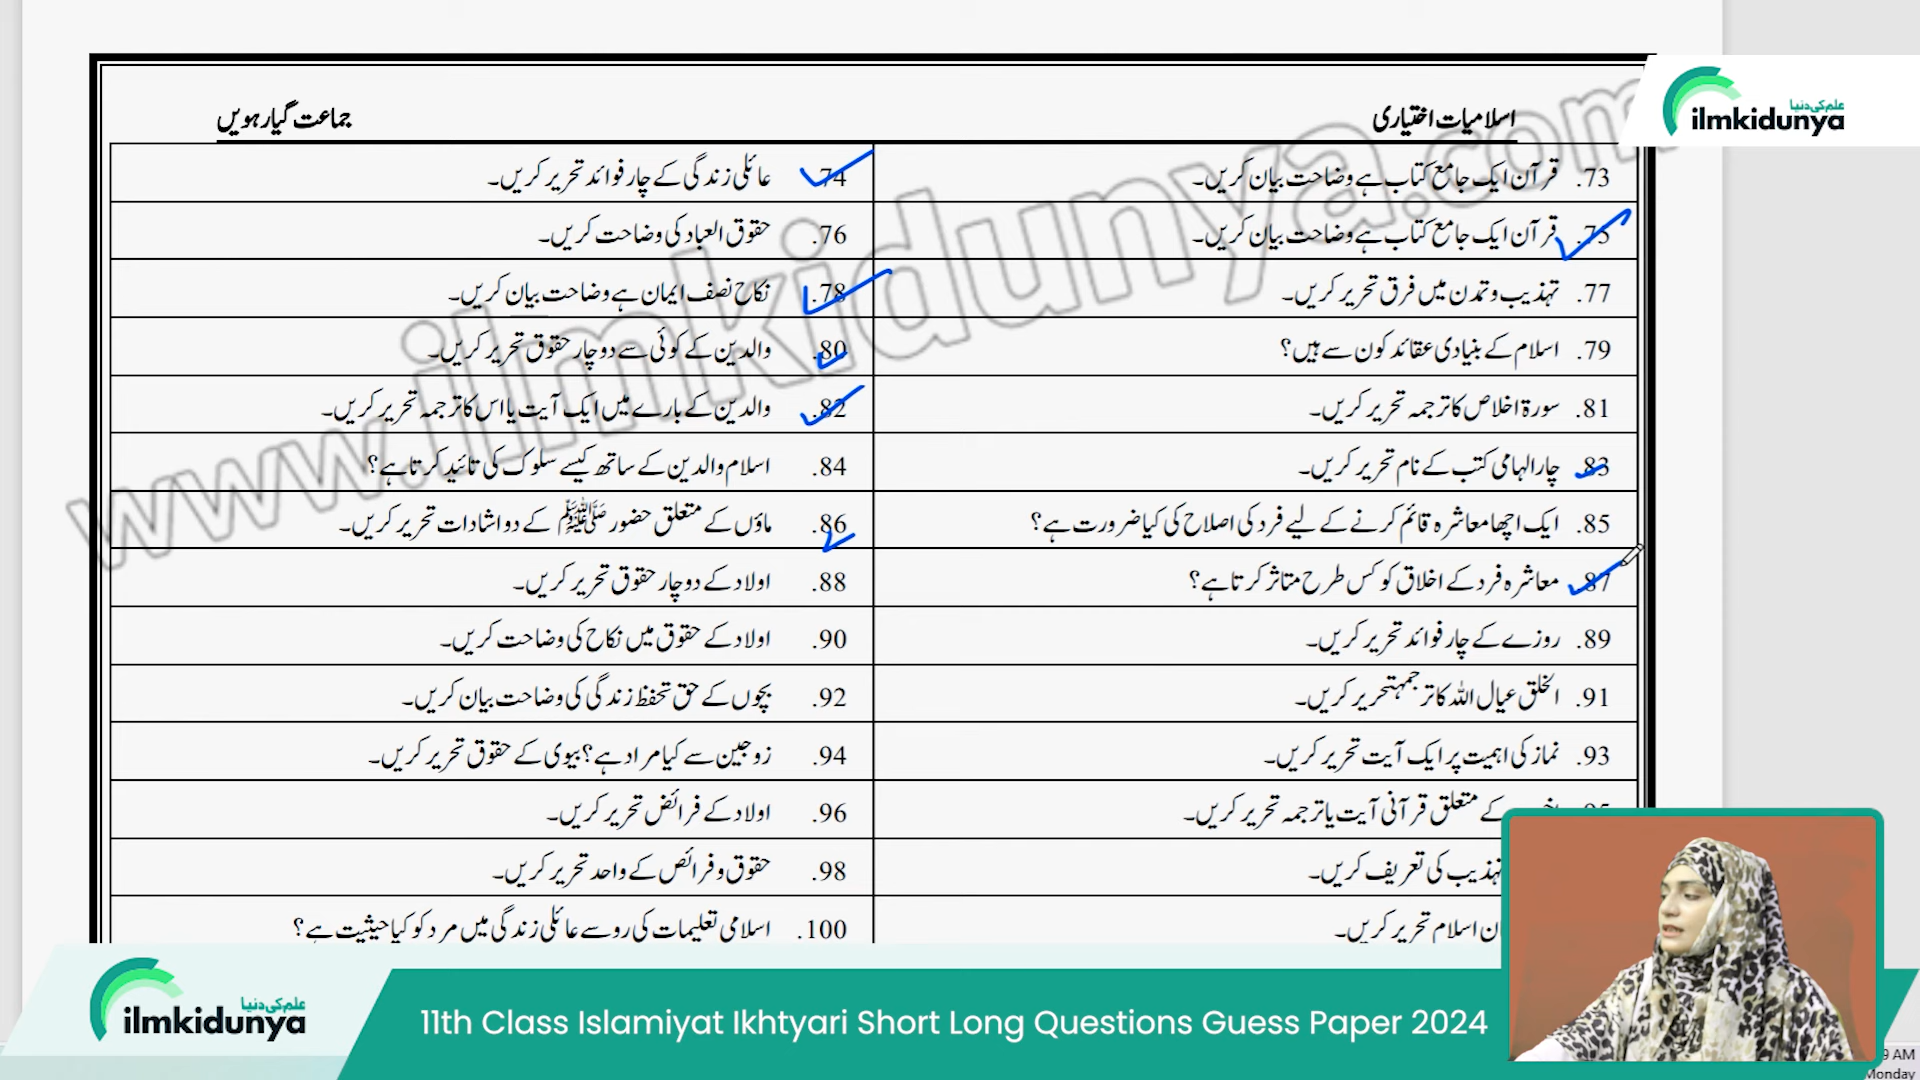 علم کی دنیا
ilmkidunya
اسلامیات اختیاری
جماعت گیارہویں
73. قرآن ایک جامع کتاب ہے وضاحت بیان کریں۔
74. عائلی زندگی کے چار فوائد تحریر کریں۔
75. قرآن ایک جامع کتاب ہے وضاحت بیان کریں۔
76. حقوق العباد کی وضاحت کریں۔
77. تہذیب و تمدن میں فرق تحریر کریں۔
78. نکاح نصف ایمان ہے وضاحت بیان کریں۔
79. اسلام کے بنیادی عقائد کون سے ہیں؟
80. والدین کے کوئی سے دو چار حقوق تحریر کریں۔
81. سورۃ اخلاص کا ترجمہ تحریر کریں۔
82. والدین کے بارے میں ایک آیت یا اس کا ترجمہ تحریر کریں۔
83. چار الہامی کتب کے نام تحریر کریں۔
84. اسلام والدین کے ساتھ کیسے سلوک کی تائید کرتا ہے؟
85. ایک اچھا معاشرہ قائم کرنے کے لیے فرد کی اصلاح کی کیا ضرورت ہے؟
86. ماؤں کے متعلق حضور ﷺ کے دو اشادات تحریر کریں۔
87. معاشرہ فرد کے اخلاق کو کس طرح متاثر کرتا ہے؟
88. اولاد کے دو چار حقوق تحریر کریں۔
89. روزے کے چار فوائد تحریر کریں۔
90. اولاد کے حقوق میں نکاح کی وضاحت کریں۔
91. الخلق عیال اللہ کا ترجمہتحریر کریں۔
92. بچوں کے حق تحفظ زندگی کی وضاحت بیان کریں۔
93. نماز کی اہمیت پر ایک آیت تحریر کریں۔
94. زوجین سے کیا مراد ہے؟ بیوی کے حقوق تحریر کریں۔
کے متعلق قرآنی آیت یا ترجمہ تحریر کریں۔
96. اولاد کے فرائض تحریر کریں۔
تہذیب کی تعریف کریں۔
98. حقوق و فرائض کے واحد تحریر کریں۔
اسلام تحریر کریں۔
100. اسلامی تعلیمات کی رو سے عائلی زندگی میں مرد کو کیا حیثیت ہے؟
www.ilmkidunya.com
علم کی دنیا
ilmkidunya
11th Class Islamiyat Ikhtyari Short Long Questions Guess Paper 2024
9 AM
Monday